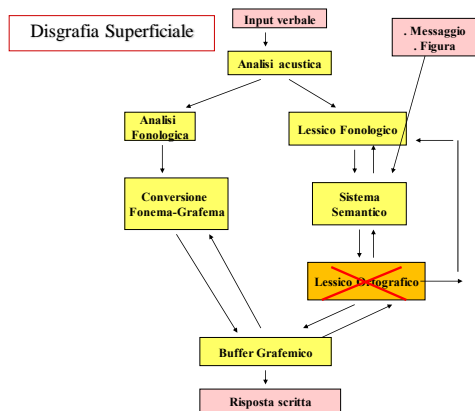 Disgrafia Superficiale
Input verbale
. Messaggio
. Figura
Analisi acustica
Analisi
Fonologica
Lessico Fonologico
Conversione
Fonema-Grafema
Sistema
Semantico
Lessico Ortografico
Buffer Grafemico
Risposta scritta